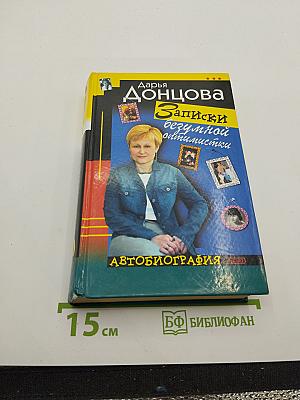 Дарья
Донцова
Записки
безумной
оптимистки
АВТОБИОГРАФИЯ
15 см
БФ БИБЛИОФАН